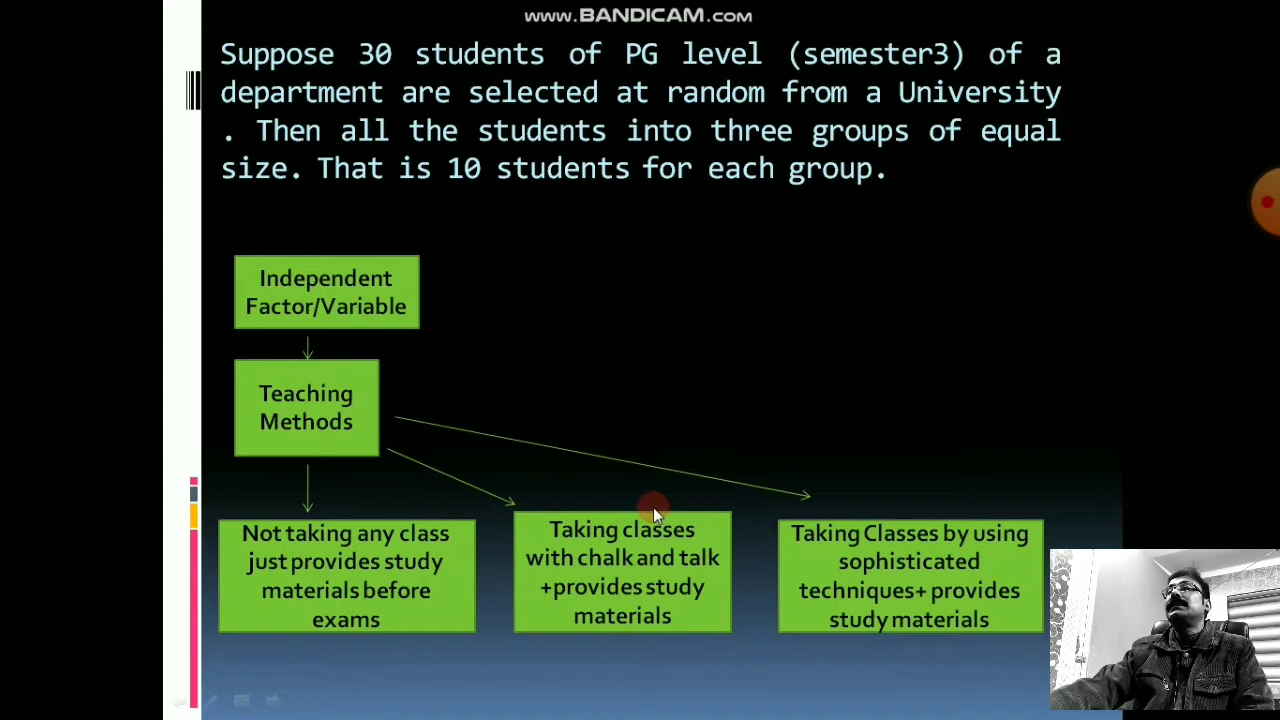 www.BANDICAM.com
Suppose 30 students of PG level (semester3) of a
department are selected at random from a University
. Then all the students into three groups of equal
size. That is 10 students for each group.
Independent
Factor/Variable
Teaching
Methods
Not taking any class
just provides study
materials before
exams
Taking classes
with chalk and talk
+provides study
materials
Taking Classes by using
sophisticated
techniques+ provides
study materials